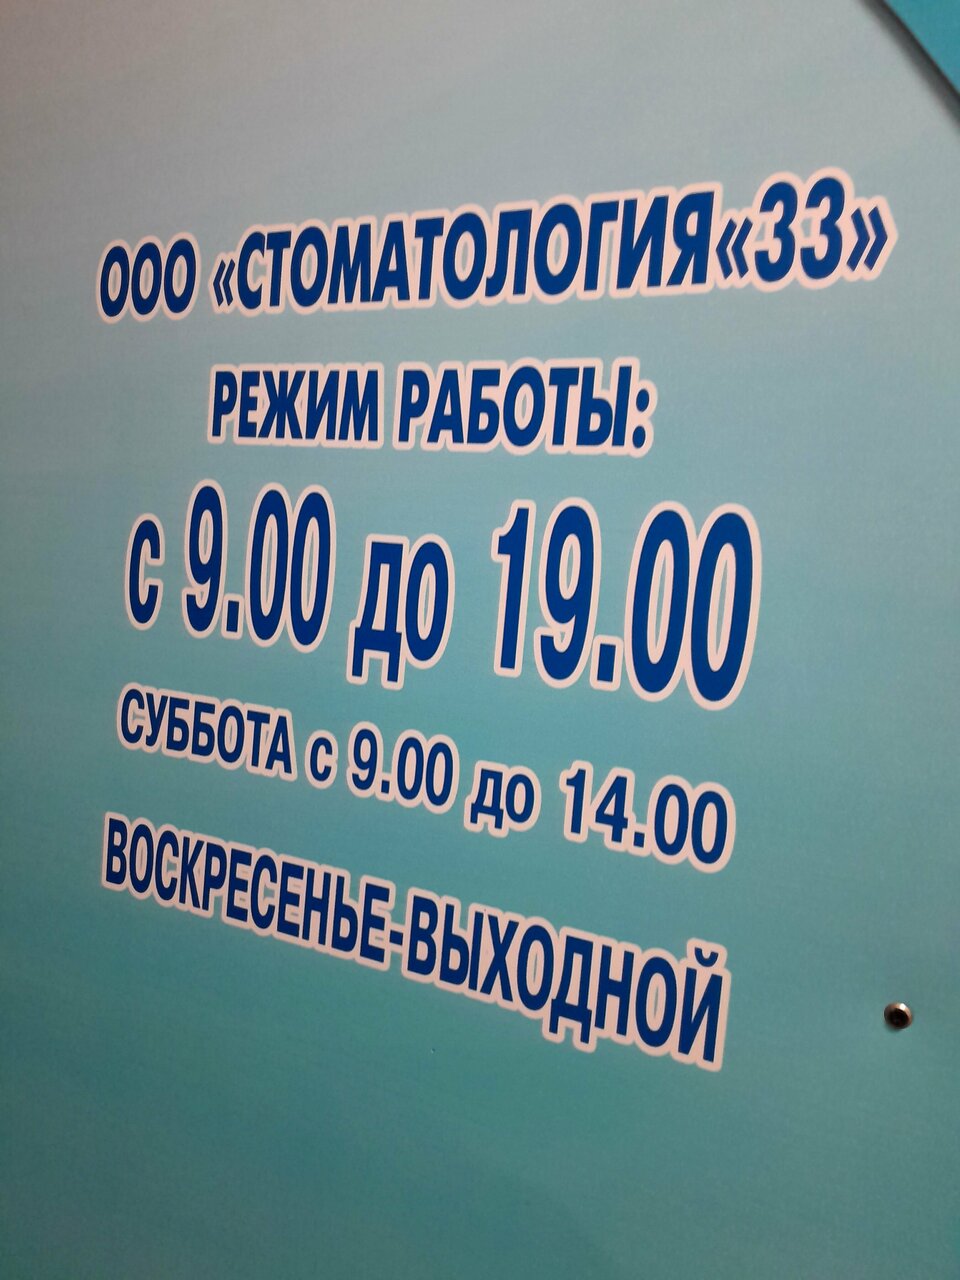 ООО «СТОМАТОЛОГИЯ«33»
РЕЖИМ РАБОТЫ:
с 9.00 до 19.00
СУББОТА с 9.00 до 14.00
ВОСКРЕСЕНЬЕ-ВЫХОДНОЙ